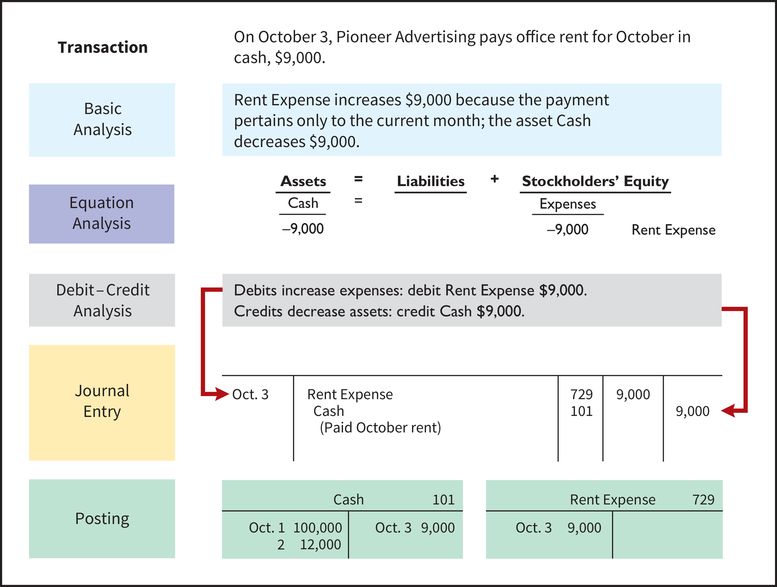 Transaction
On October 3, Pioneer Advertising pays office rent for October in
cash, $9,000.
Basic
Analysis
Rent Expense increases $9,000 because the payment
pertains only to the current month; the asset Cash
decreases $9,000.
Equation
Analysis
Assets = Liabilities + Stockholders' Equity
Cash = Expenses
–9,000 –9,000 Rent Expense
Debit–Credit
Analysis
Debits increase expenses: debit Rent Expense $9,000.
Credits decrease assets: credit Cash $9,000.
Journal
Entry
Oct. 3 Rent Expense 729 9,000
Cash 101 9,000
(Paid October rent)
Posting
Cash 101
Oct. 1 100,000 Oct. 3 9,000
2 12,000
Rent Expense 729
Oct. 3 9,000